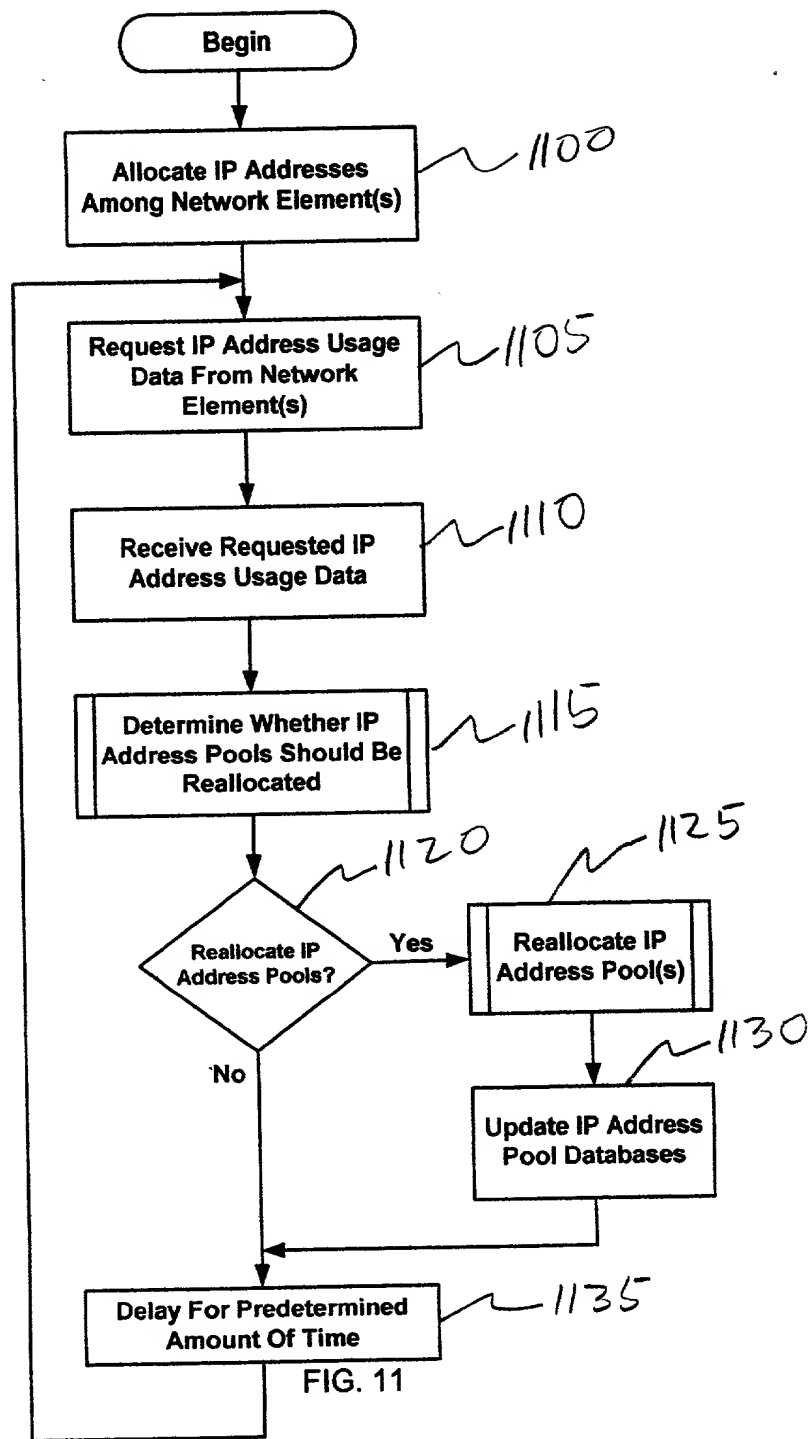 Begin
Allocate IP Addresses
Among Network Element(s)
1100
Request IP Address Usage
Data From Network
Element(s)
1105
Receive Requested IP
Address Usage Data
1110
Determine Whether IP
Address Pools Should Be
Reallocated
1115
1120
Reallocate IP
Address Pools?
Yes
No
1125
Reallocate IP
Address Pool(s)
1130
Update IP Address
Pool Databases
Delay For Predetermined
Amount Of Time
1135
FIG. 11